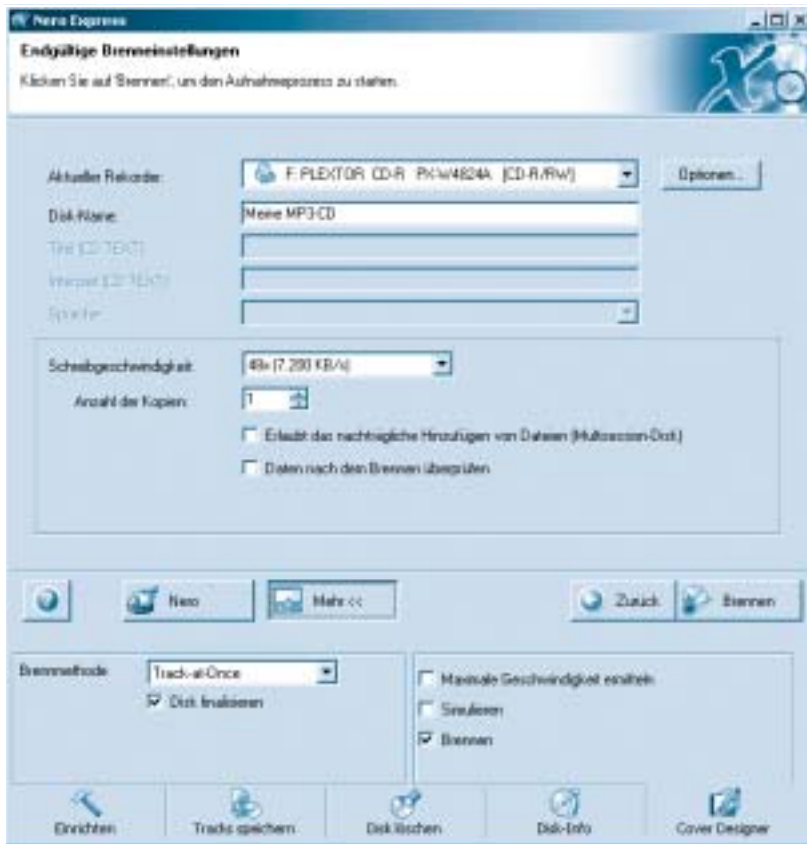 Nero Express
Endgültige Brenneinstellungen
Klicken Sie auf 'Brennen', um den Aufnahmeprozess zu starten.
Aktueller Rekorder: F: PLEXTOR CD-R PX-W4824A [CD-R/RW] Optionen...
Disk-Name: Meine MP3-CD
Titel (CD TEXT):
Interpret (CD TEXT):
Sprache:
Schreibgeschwindigkeit: 48x (7.200 KB/s)
Anzahl der Kopien: 1
Erlaubt das nachträgliche Hinzufügen von Dateien (Multisession-Disk)
Daten nach dem Brennen überprüfen
Nero Mehr << Zurück Brennen
Brennmethode Track-at-Once
Disk finalisieren
Maximale Geschwindigkeit ermitteln
Simulieren
Brennen
Einrichten Tracks speichern Disk löschen Disk-Info Cover Designer